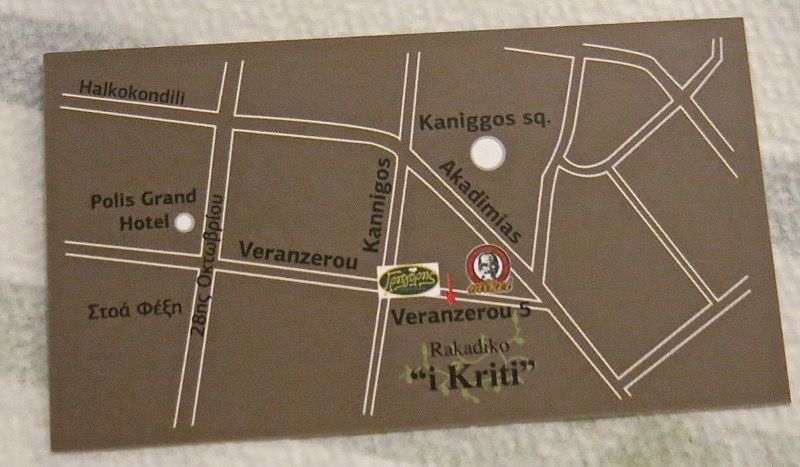 Halkokondili
Kaniggos sq.
Akadimias
Kannigos
Polis Grand
Hotel
28ης Οκτωβρίου
Veranzerou
Στοά Φέξη
Veranzerou 5
Rakadiko
“i Kriti”